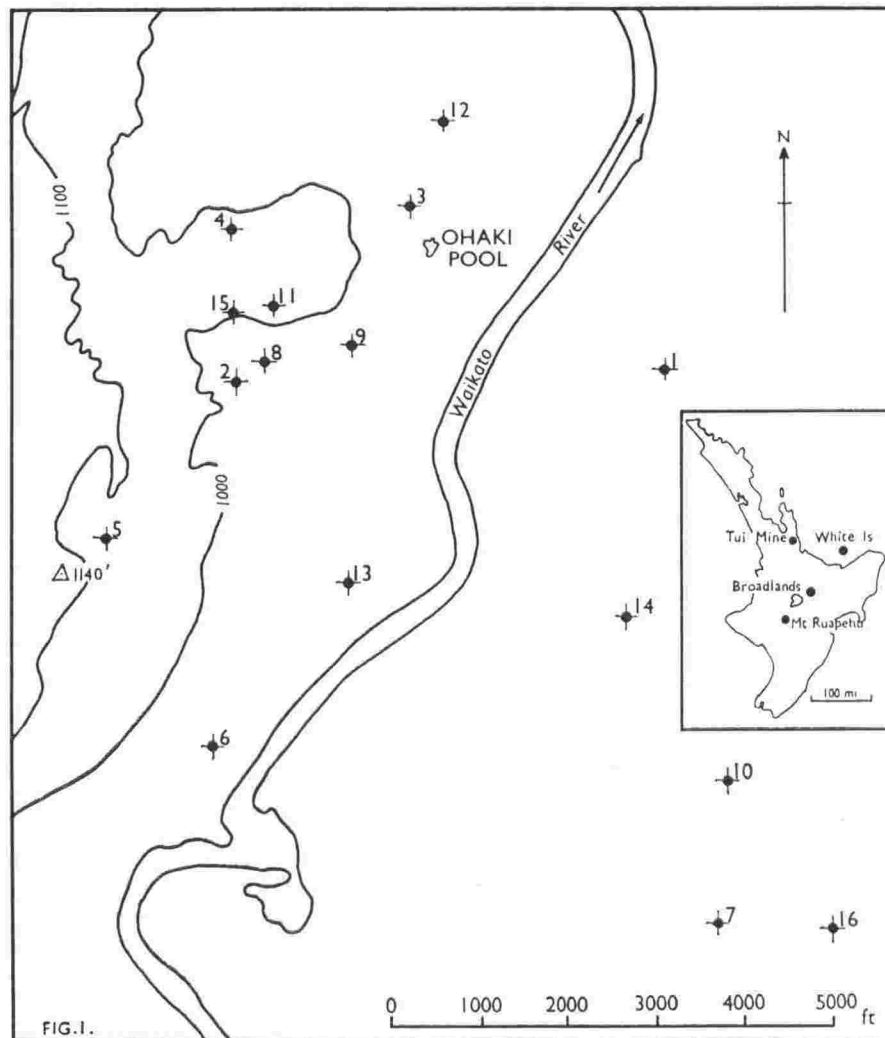 12
N
1100
3
4
OHAKI
POOL
River
15
11
9
8
1
2
Waikato
1000
Tui Mine
White Is
5
△ 1140'
13
Broadlands
14
Mt Ruapehu
100 mi
6
10
7
16
0 1000 2000 3000 4000 5000
ft
FIG.1.